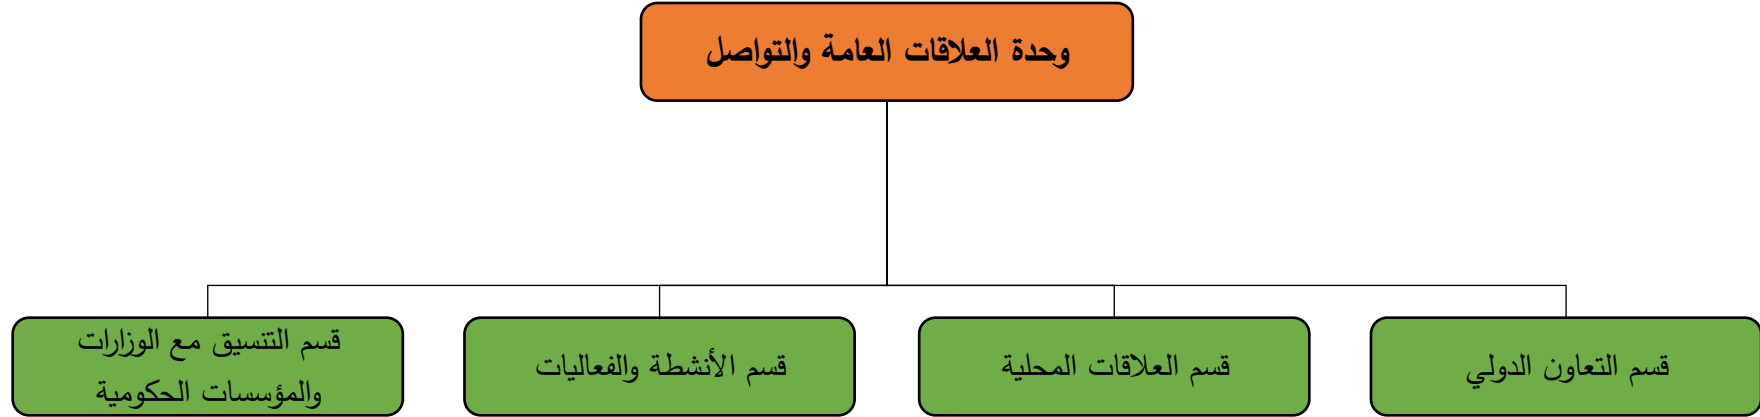 وحدة العلاقات العامة والتواصل
قسم التعاون الدولي
قسم العلاقات المحلية
قسم الأنشطة والفعاليات
قسم التنسيق مع الوزارات
والمؤسسات الحكومية